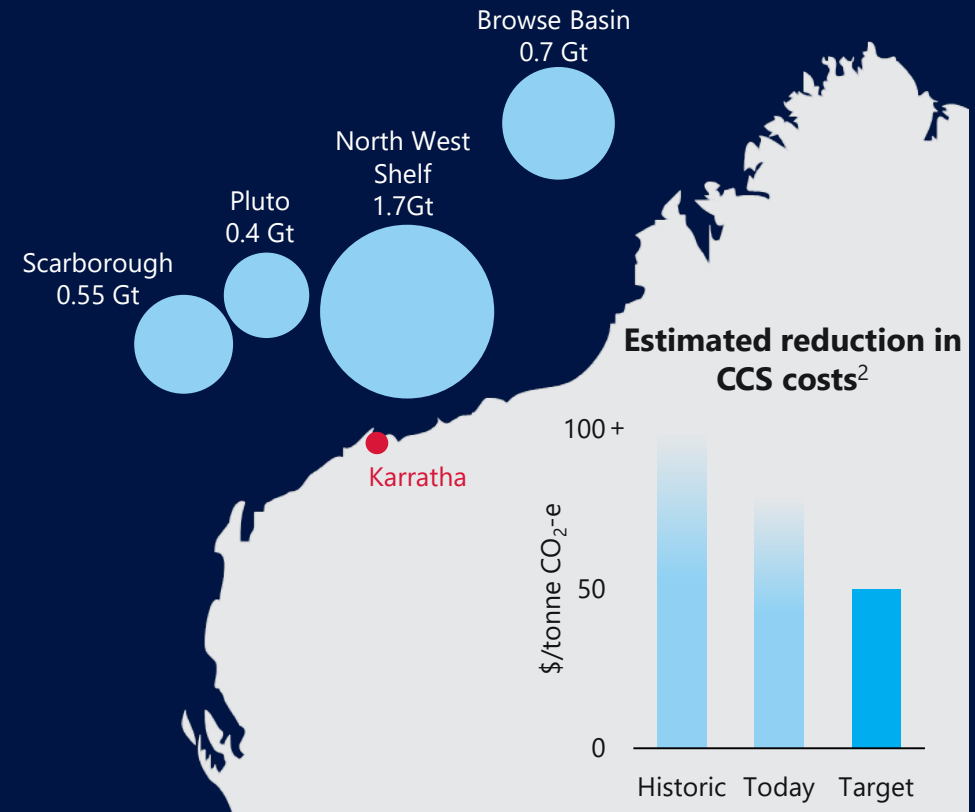 Browse Basin
0.7 Gt
North West
Shelf
1.7Gt
Pluto
0.4 Gt
Scarborough
0.55 Gt
Karratha
Estimated reduction in
CCS costs²
$/tonne CO₂-e
100 +
50
0
Historic Today Target